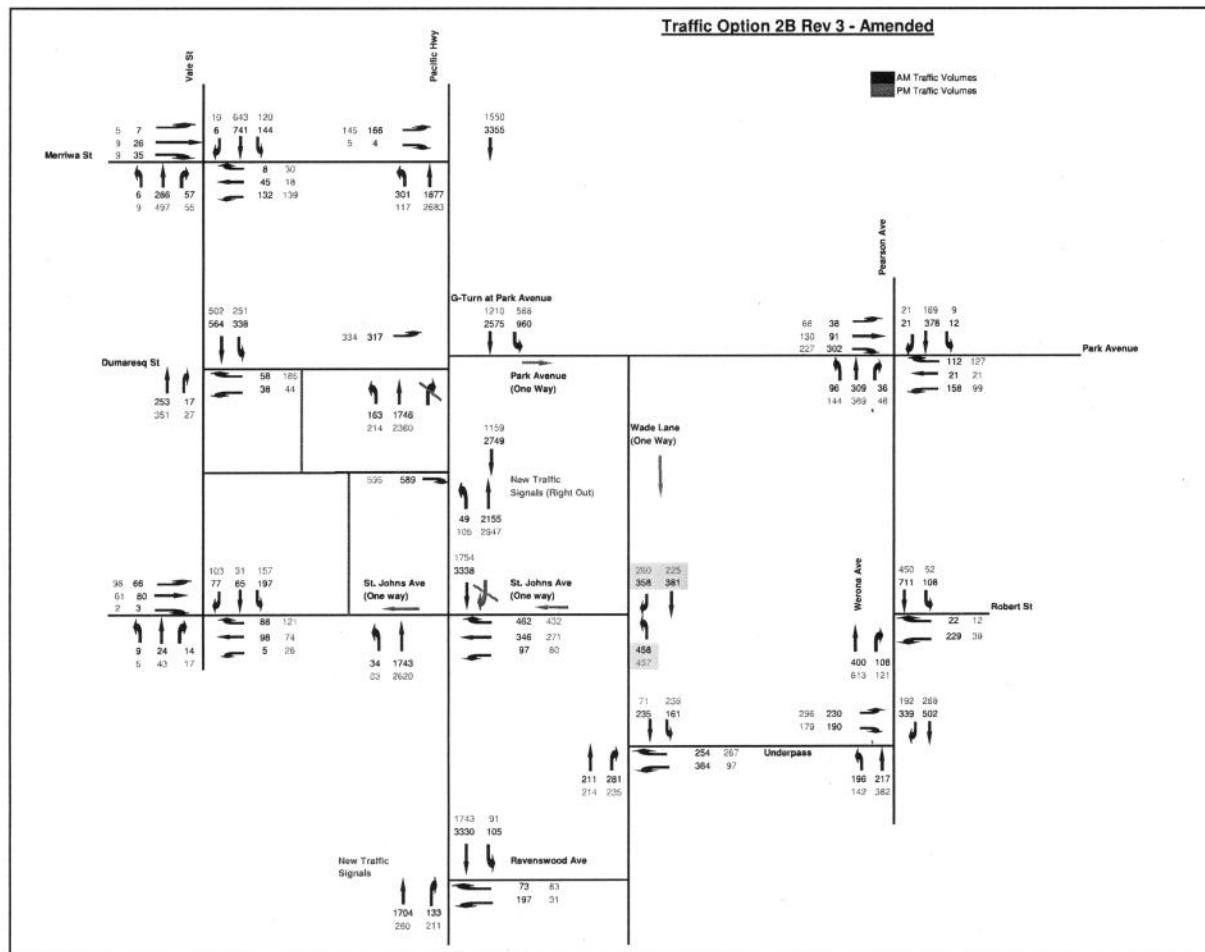 Traffic Option 2B Rev 3 - Amended
AM Traffic Volumes
PM Traffic Volumes
Vale St
Pacific Hwy
10 643 120
6 741 144
5 7
9 26
9 35
Merriwa St
8 30
45 18
132 139
6 286 57
9 497 55
145 166
5 4
1550
3355
301 1877
117 2683
Pearson Ave
502 251
564 338
Dumaresq St
58
38 44
253 17
351 27
334 317
G-Turn at Park Avenue
1210 568
2575 960
Park Avenue
(One Way)
163 1746
214 2360
66 38
130 91
227 302
21 169 9
21 378 12
Park Avenue
112 127
21 21
158 99
96 309 36
144 369
Wade Lane
(One Way)
1159
2749
589
New Traffic
Signals (Right Out)
49 2155
2947
1754
3338
98 66
61 80
2 3
103 31 157
77 65 197
St. Johns Ave
(One way)
St. Johns Ave
(One way)
88 121
98 74
5 26
9 24 14
5 43 17
34 1743
2620
462 432
346 271
97
260 225
358 381
458
457
Werona Ave
450 52
711 108
Robert St
22 12
229
400 108
613 121
71 238
235 161
296 230
179 190
192 268
339 502
211 281
214 235
254 267
364 97
Underpass
196 217
142 382
1743 91
3330 105
Ravenswood Ave
New Traffic
Signals
73
197 31
1704 133
260 211